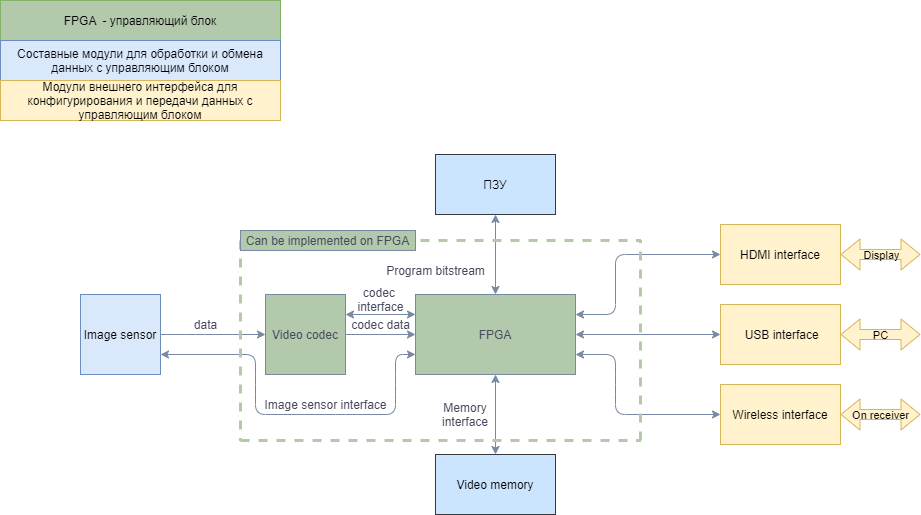 FPGA - управляющий блок
Составные модули для обработки и обмена
данных с управляющим блоком
Модули внешнего интерфейса для
конфигурирования и передачи данных с
управляющим блоком
ПЗУ
Can be implemented on FPGA
HDMI interface
Display
Program bitstream
codec
interface
Image sensor
data
Video codec
codec data
FPGA
USB interface
PC
Image sensor interface
Memory
interface
Wireless interface
On receiver
Video memory